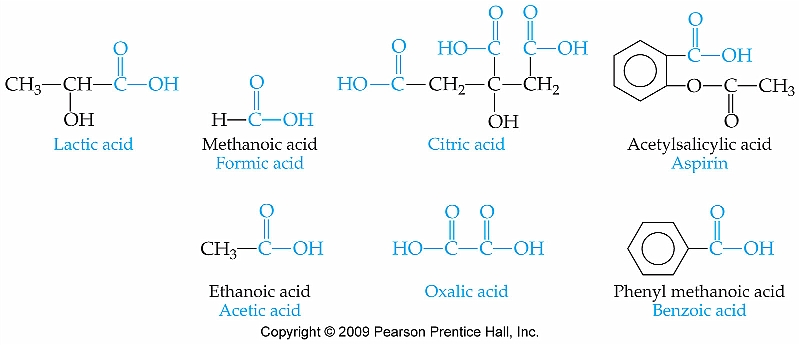 CH₃—CH—C—OH
O
OH
Lactic acid
H—C—OH
O
Methanoic acid
Formic acid
HO—C—CH₂—C—CH₂
O
HO—C
O
C—OH
O
OH
Citric acid
C—OH
O
O—C—CH₃
O
Acetylsalicylic acid
Aspirin
CH₃—C—OH
O
Ethanoic acid
Acetic acid
HO—C—C—OH
O O
Oxalic acid
C—OH
O
Phenyl methanoic acid
Benzoic acid
Copyright © 2009 Pearson Prentice Hall, Inc.